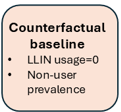 Counterfactual
baseline
• LLIN usage=0
• Non-user
prevalence